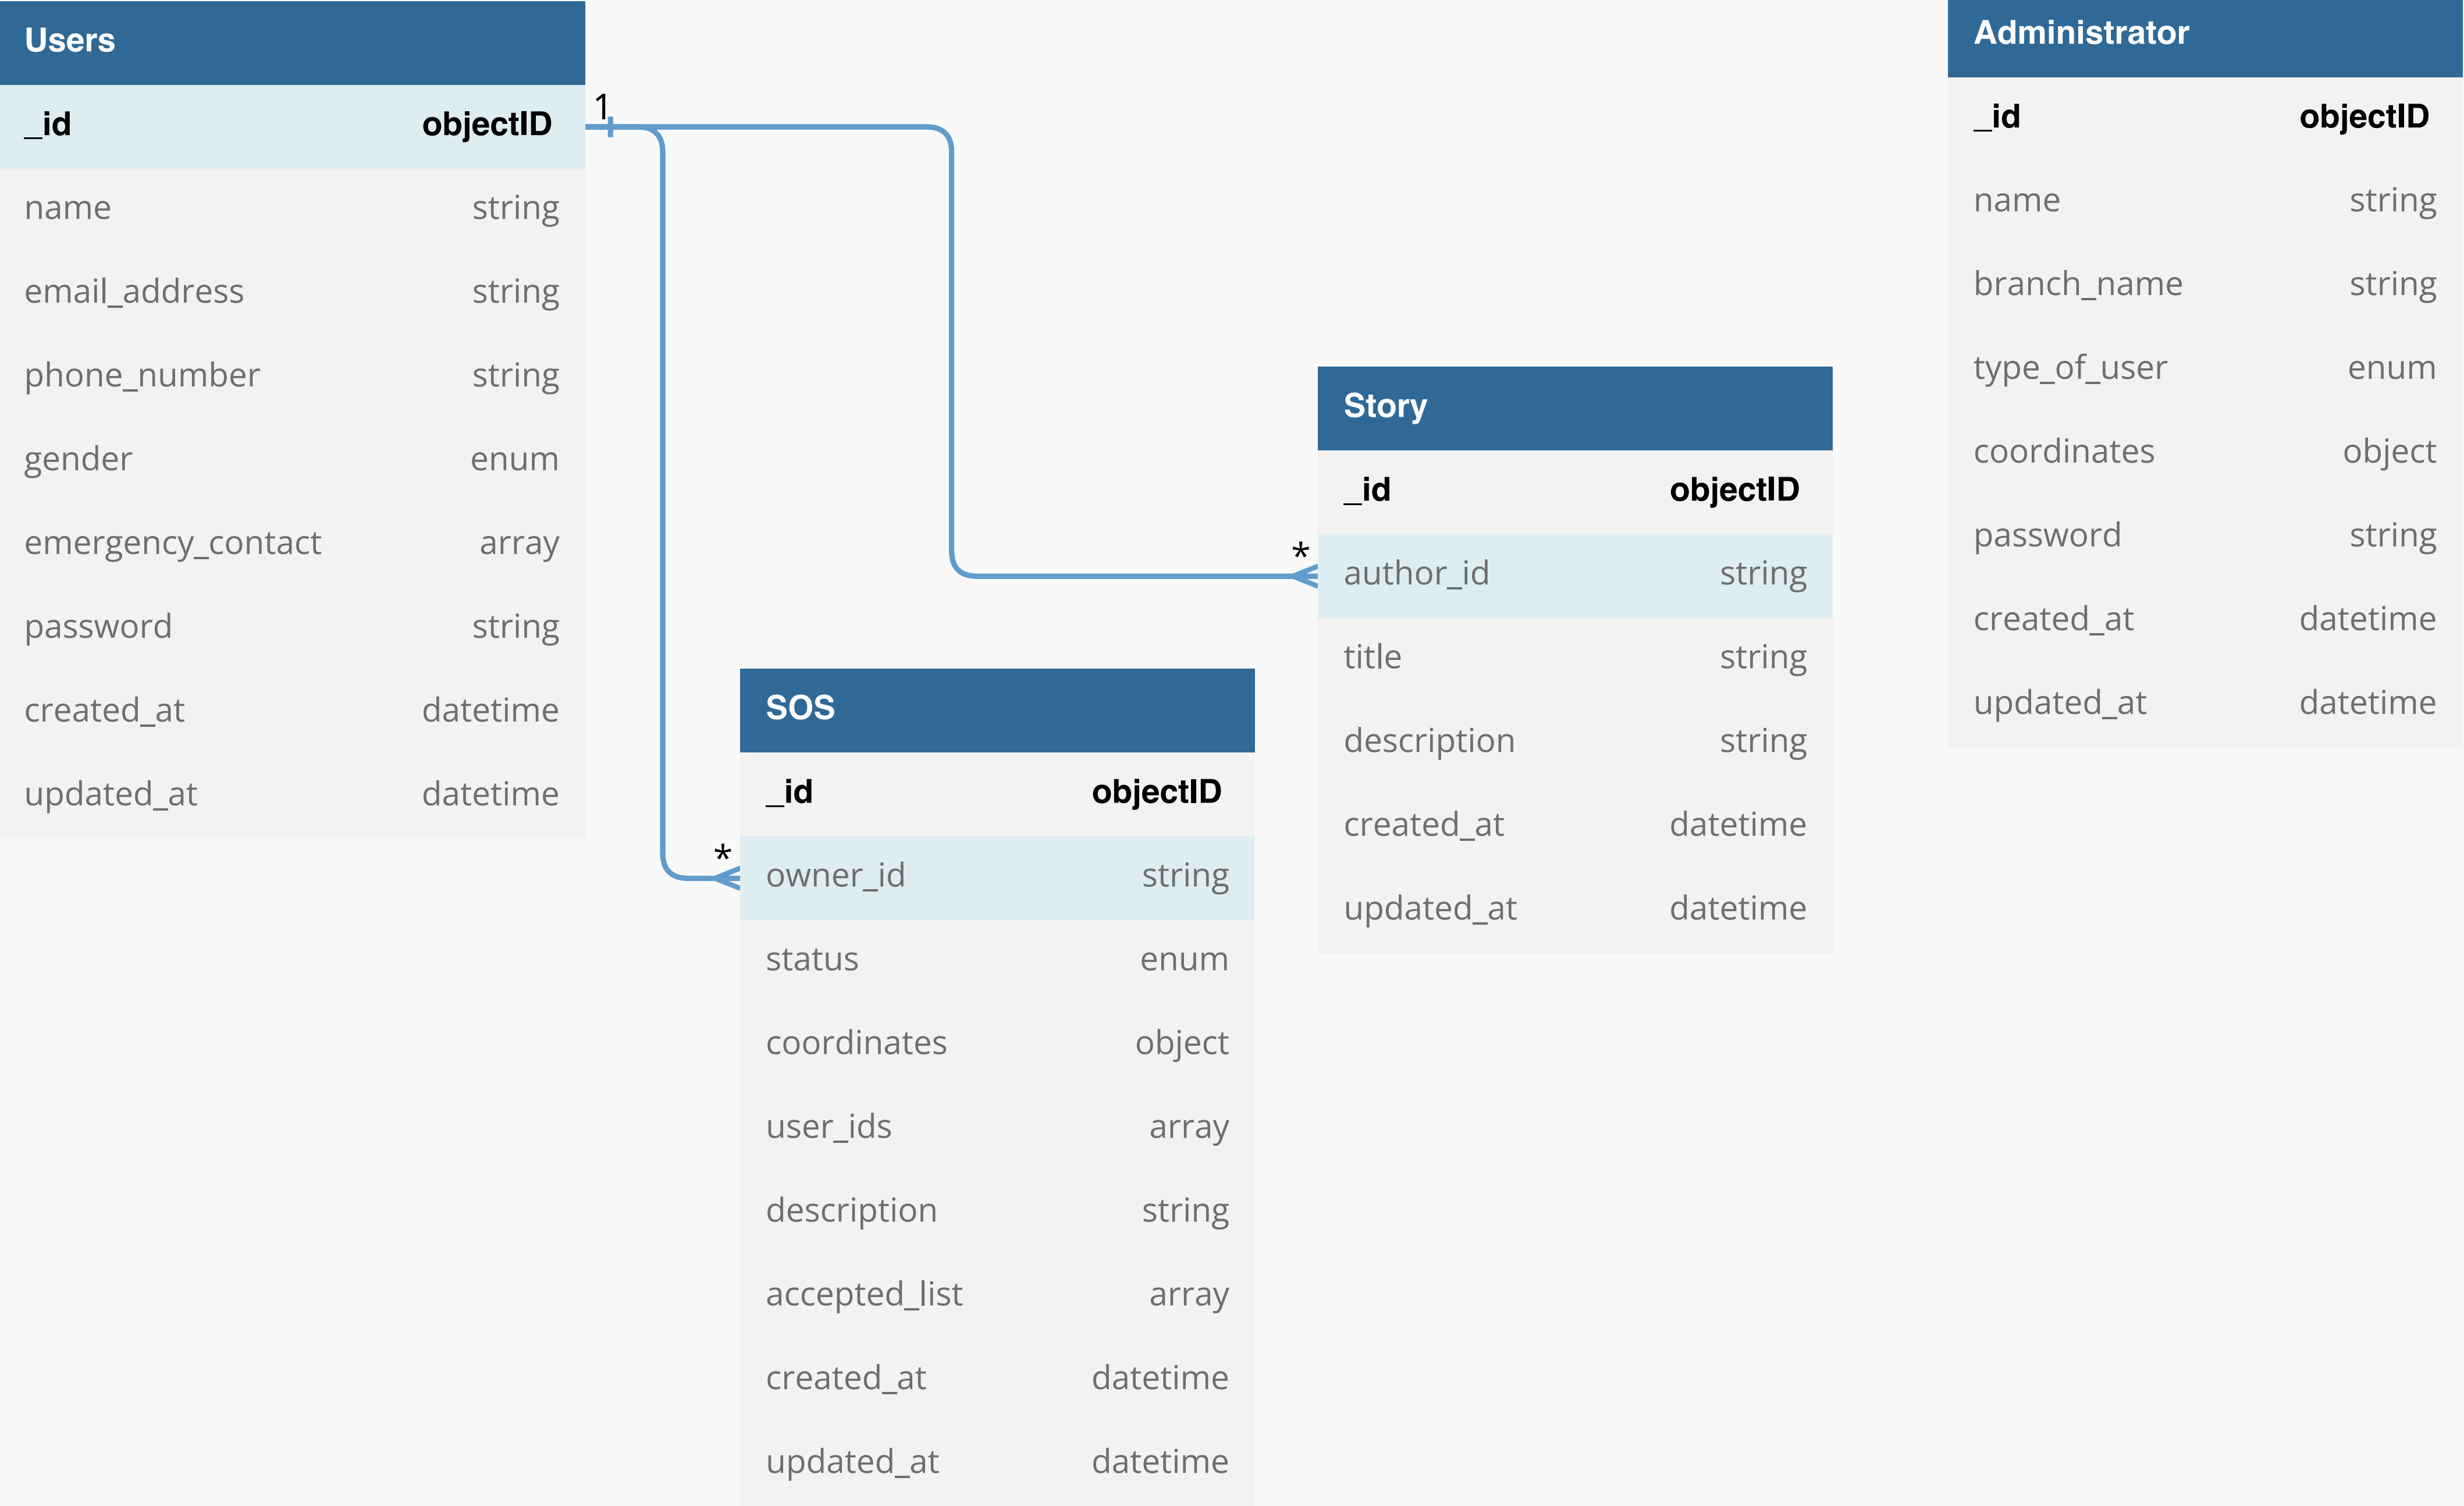 Users
_id objectID
name string
email_address string
phone_number string
gender enum
emergency_contact array
password string
created_at datetime
updated_at datetime
1
*
*
SOS
_id objectID
owner_id string
status enum
coordinates object
user_ids array
description string
accepted_list array
created_at datetime
updated_at datetime
Story
_id objectID
author_id string
title string
description string
created_at datetime
updated_at datetime
Administrator
_id objectID
name string
branch_name string
type_of_user enum
coordinates object
password string
created_at datetime
updated_at datetime